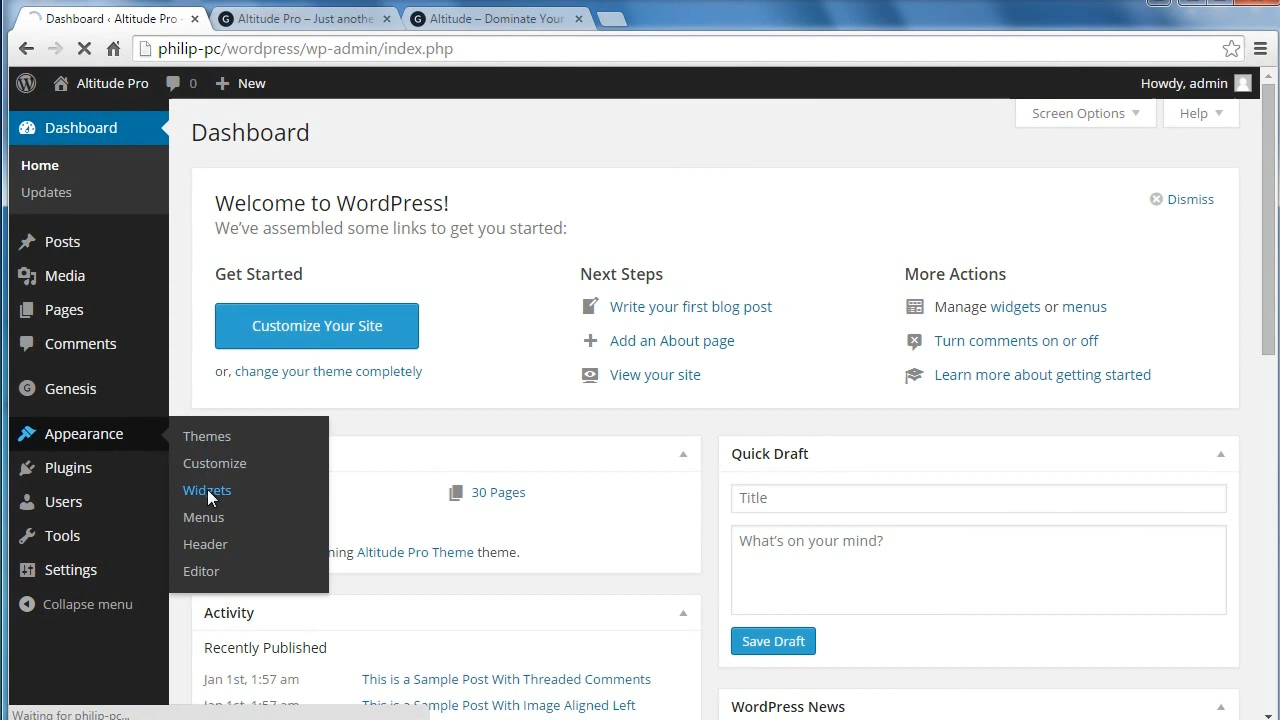 Dashboard ‹ Altitude Pro -
Altitude Pro – Just anothe
Altitude – Dominate Your
philip-pc/wordpress/wp-admin/index.php
Altitude Pro
0
New
Howdy, admin
Dashboard
Home
Updates
Posts
Media
Pages
Comments
Genesis
Appearance
Plugins
Users
Tools
Settings
Collapse menu
Themes
Customize
Widgets
Menus
Header
Editor
Dashboard
Screen Options
Help
Welcome to WordPress!
We've assembled some links to get you started:
Dismiss
Get Started
Customize Your Site
or, change your theme completely
Next Steps
Write your first blog post
Add an About page
View your site
More Actions
Manage widgets or menus
Turn comments on or off
Learn more about getting started
30 Pages
ning Altitude Pro Theme theme.
Activity
Recently Published
Jan 1st, 1:57 am This is a Sample Post With Threaded Comments
Jan 1st, 1:57 am This is a Sample Post With Image Aligned Left
Quick Draft
Title
What's on your mind?
Save Draft
WordPress News
Waiting for philip-pc...